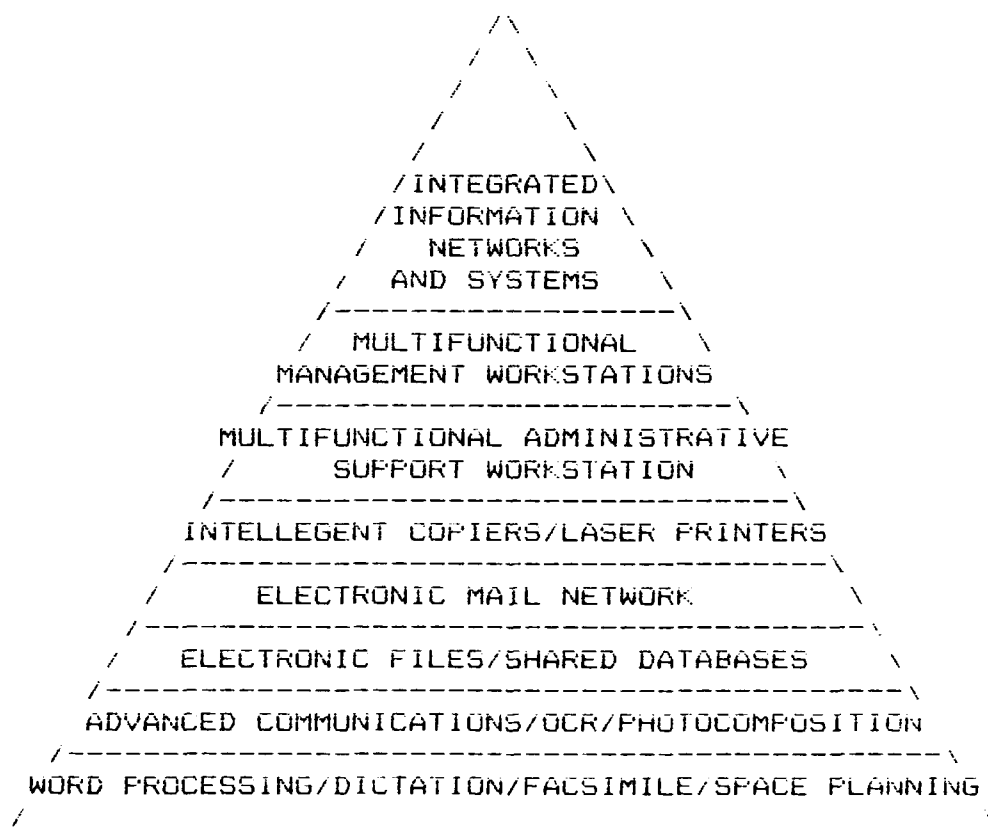 INTEGRATED
INFORMATION
NETWORKS
AND SYSTEMS
MULTIFUNCTIONAL
MANAGEMENT WORKSTATIONS
MULTIFUNCTIONAL ADMINISTRATIVE
SUPPORT WORKSTATION
INTELLEGENT COPIERS/LASER PRINTERS
ELECTRONIC MAIL NETWORK
ELECTRONIC FILES/SHARED DATABASES
ADVANCED COMMUNICATIONS/OCR/PHOTOCOMPOSITION
WORD PROCESSING/DICTATION/FACSIMILE/SPACE PLANNING